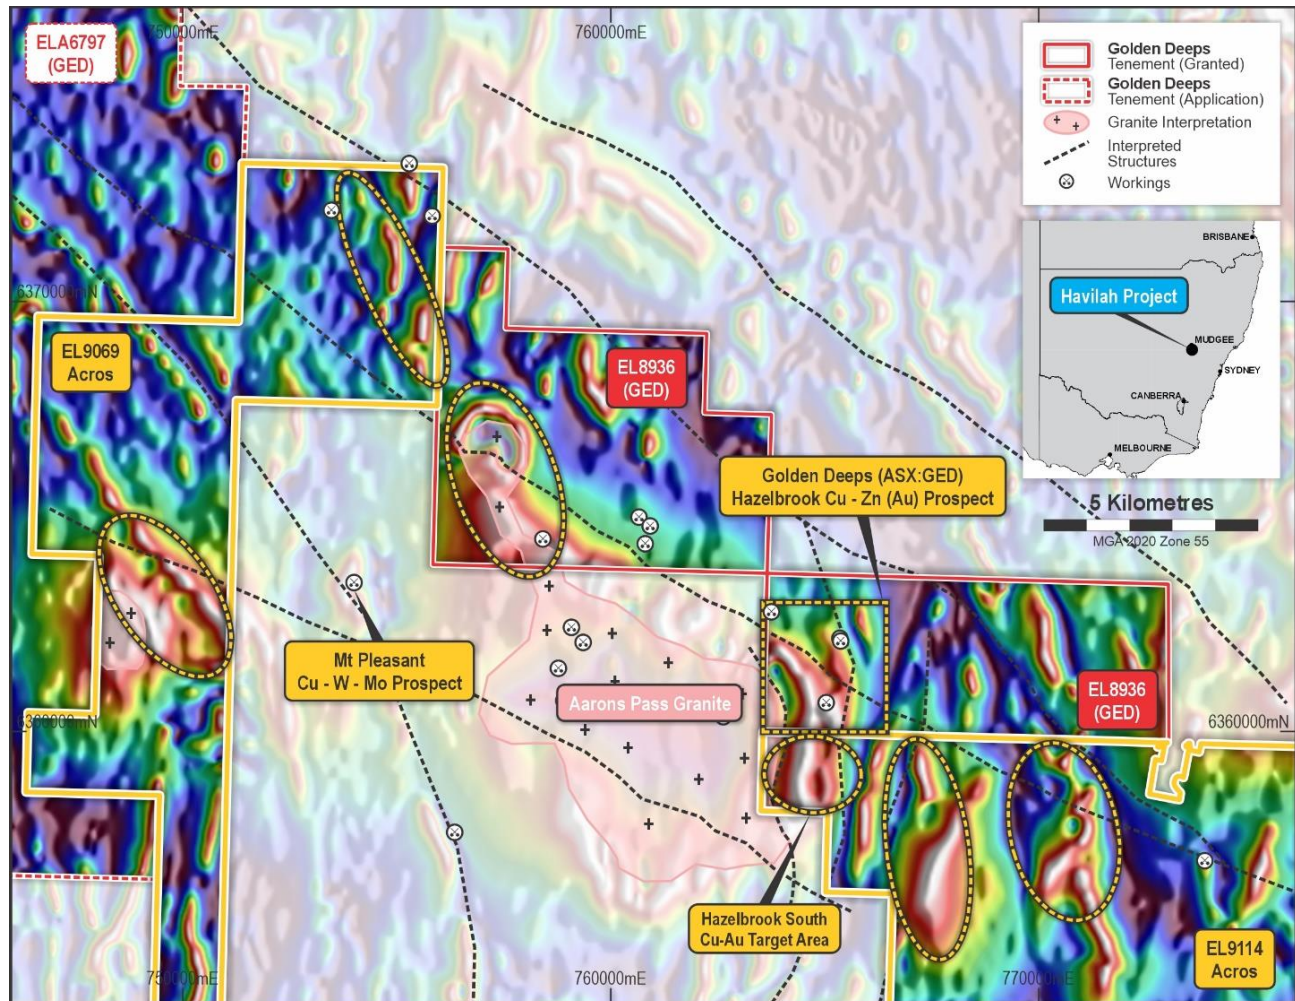 750000mE
760000mE
ELA6797
(GED)
Golden Deeps
Tenement (Granted)
Golden Deeps
Tenement (Application)
Granite Interpretation
Interpreted
Structures
Workings
BRISBANE
Havilah Project
MUDGEE
SYDNEY
CANBERRA
MELBOURNE
5 Kilometres
MGA 2020 Zone 55
6370000mN
EL9069
Acros
EL8936
(GED)
Golden Deeps (ASX:GED)
Hazelbrook Cu - Zn (Au) Prospect
Mt Pleasant
Cu - W - Mo Prospect
Aarons Pass Granite
EL8936
(GED)
6360000mN
6360000mN
Hazelbrook South
Cu-Au Target Area
EL9114
Acros
750000mE
760000mE
770000mE